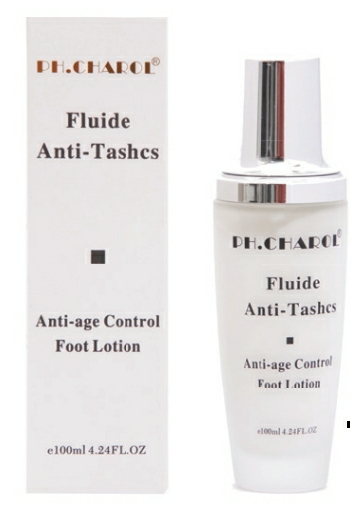 PH.CHAROL®
Fluide
Anti-Tashcs
Anti-age Control
Foot Lotion
e100ml 4.24FL.OZ
PH.CHAROL®
Fluide
Anti-Tashcs
Anti-age Control
Foot Lotion
e100ml 4.24FL.OZ